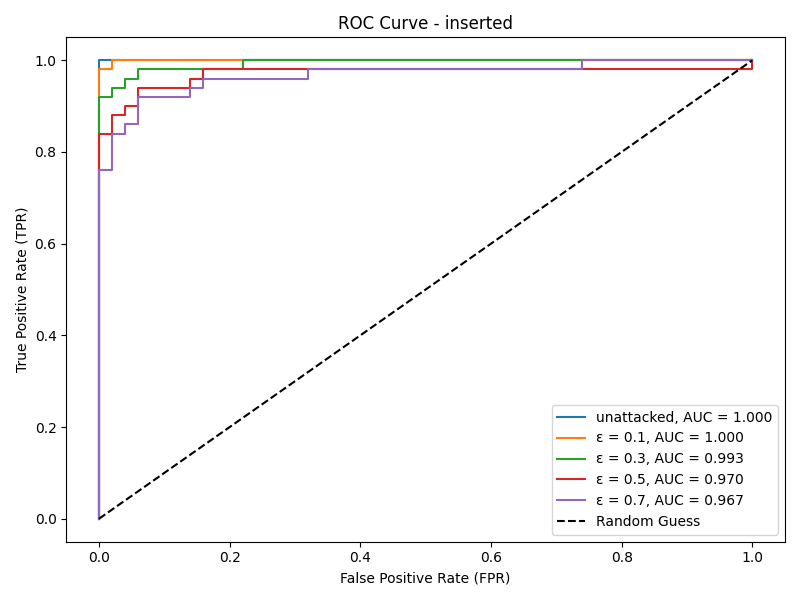 ROC Curve - inserted
True Positive Rate (TPR)
1.0
0.8
0.6
0.4
0.2
0.0
0.0 0.2 0.4 0.6 0.8 1.0
False Positive Rate (FPR)
unattacked, AUC = 1.000
ε = 0.1, AUC = 1.000
ε = 0.3, AUC = 0.993
ε = 0.5, AUC = 0.970
ε = 0.7, AUC = 0.967
Random Guess